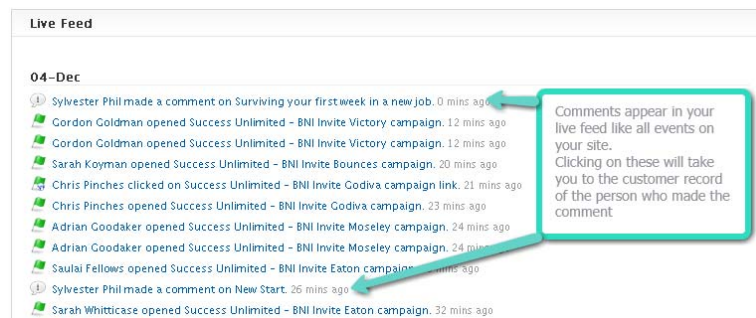 Live Feed
04-Dec
Sylvester Phil made a comment on Surviving your first week in a new job. 0 mins ago
Gordon Goldman opened Success Unlimited - BNI Invite Victory campaign. 12 mins ago
Gordon Goldman opened Success Unlimited - BNI Invite Victory campaign. 12 mins ago
Sarah Koyman opened Success Unlimited - BNI Invite Bounces campaign. 20 mins ago
Chris Pinches clicked on Success Unlimited - BNI Invite Godiva campaign link. 21 mins ago
Chris Pinches opened Success Unlimited - BNI Invite Godiva campaign. 23 mins ago
Adrian Goodaker opened Success Unlimited - BNI Invite Moseley campaign. 24 mins ago
Adrian Goodaker opened Success Unlimited - BNI Invite Moseley campaign. 24 mins ago
Saulai Fellows opened Success Unlimited - BNI Invite Eaton campaign. mins ago
Sylvester Phil made a comment on New Start. 26 mins ago
Sarah Whitticase opened Success Unlimited - BNI Invite Eaton campaign. 32 mins ago
Comments appear in your
live feed like all events on
your site.
Clicking on these will take
you to the customer record
of the person who made the
comment